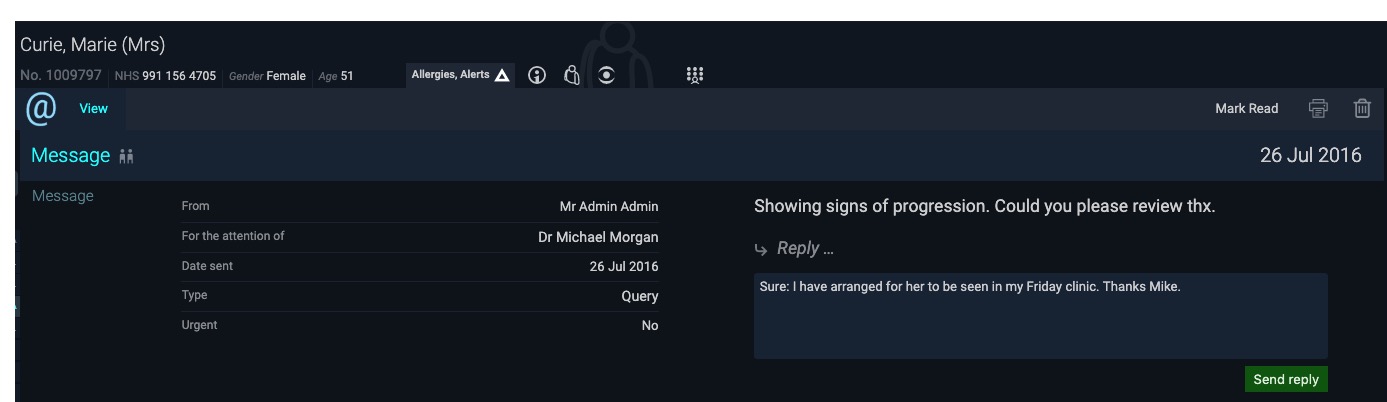 Curie, Marie (Mrs)
No. 1009797 NHS 991 156 4705 Gender Female Age 51 Allergies, Alerts
@ View Mark Read
Message 26 Jul 2016
Message
From Mr Admin Admin
For the attention of Dr Michael Morgan
Date sent 26 Jul 2016
Type Query
Urgent No
Showing signs of progression. Could you please review thx.
Reply ...
Sure: I have arranged for her to be seen in my Friday clinic. Thanks Mike.
Send reply